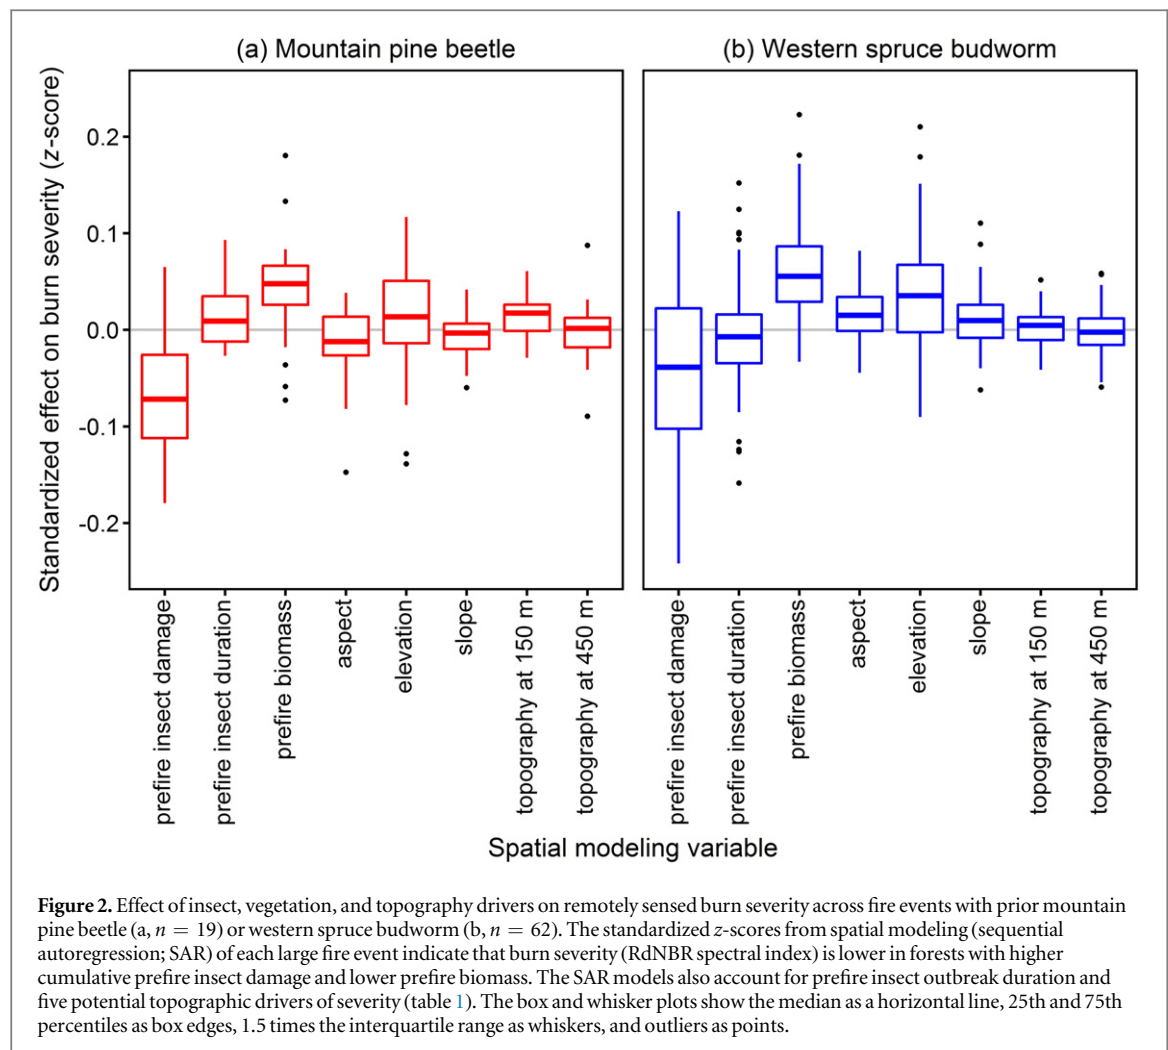 (a) Mountain pine beetle
(b) Western spruce budworm
Standardized effect on burn severity (z-score)
0.2
0.1
0.0
-0.1
-0.2
prefire insect damage
prefire insect duration
prefire biomass
aspect
elevation
slope
topography at 150 m
topography at 450 m
prefire insect damage
prefire insect duration
prefire biomass
aspect
elevation
slope
topography at 150 m
topography at 450 m
Spatial modeling variable
Figure 2. Effect of insect, vegetation, and topography drivers on remotely sensed burn severity across fire events with prior mountain
pine beetle (a, n = 19) or western spruce budworm (b, n = 62). The standardized z-scores from spatial modeling (sequential
autoregression; SAR) of each large fire event indicate that burn severity (RdNBR spectral index) is lower in forests with higher
cumulative prefire insect damage and lower prefire biomass. The SAR models also account for prefire insect outbreak duration and
five potential topographic drivers of severity (table 1). The box and whisker plots show the median as a horizontal line, 25th and 75th
percentiles as box edges, 1.5 times the interquartile range as whiskers, and outliers as points.